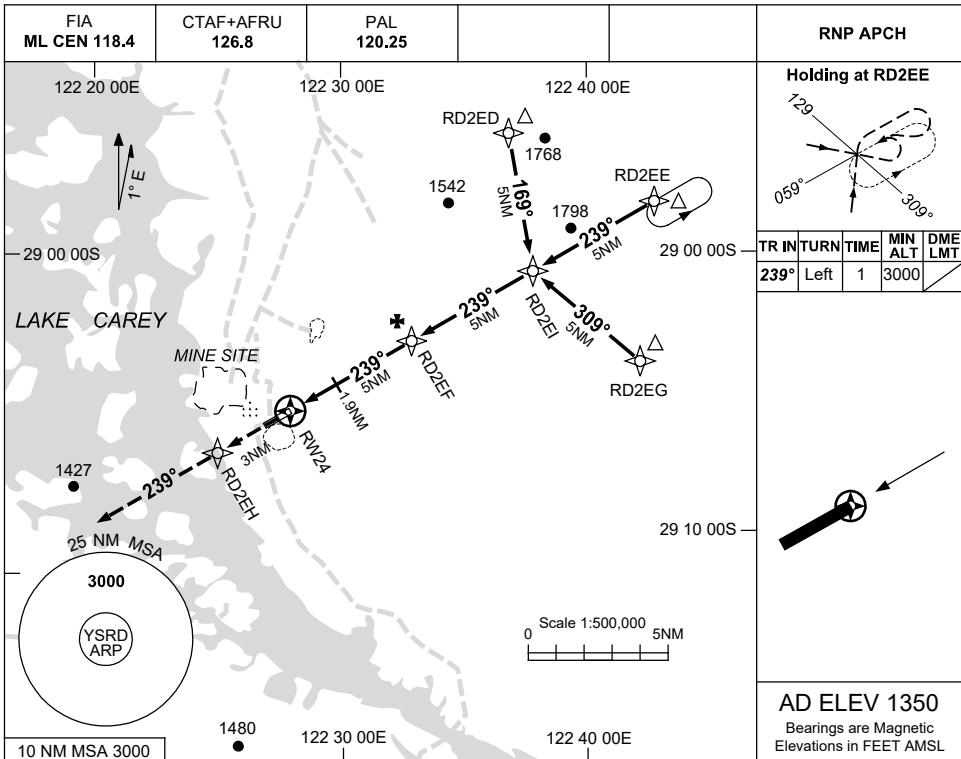 FIA
ML CEN 118.4
CTAF+AFRU
126.8
PAL
120.25
RNP APCH
122 20 00E
122 30 00E
122 40 00E
1° E
RD2ED
1768
1542
169°
5NM
RD2EE
1798
239°
5NM
29 00 00S
RD2EI
239°
5NM
309°
5NM
LAKE CAREY
RD2EF
MINE SITE
239°
5NM
RD2EG
1.9NM
RW24
3NM
1427
RD2EH
239°
29 10 00S
25 NM MSA
3000
YSRD
ARP
Scale 1:500,000
0
5NM
1480
122 30 00E
122 40 00E
10 NM MSA 3000
Holding at RD2EE
129
059°
309°
TR IN
TURN
TIME
MIN
ALT
DME
LMT
239°
Left
1
3000
AD ELEV 1350
Bearings are Magnetic
Elevations in FEET AMSL